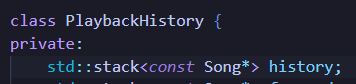 class PlaybackHistory {
private:
    std::stack<const Song*> history;